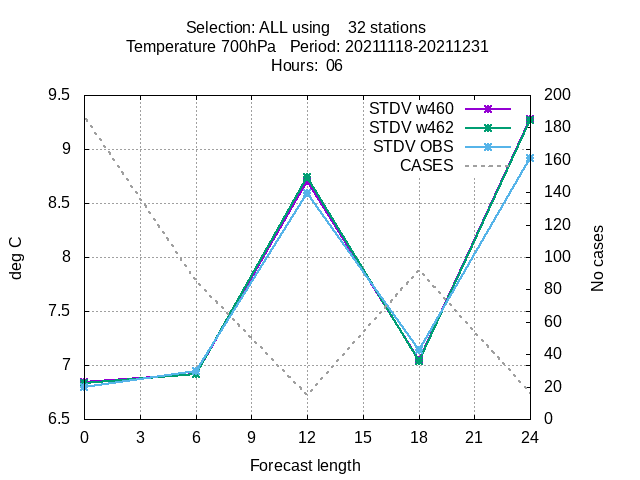 Selection: ALL using    32 stations
Temperature 700hPa   Period: 20211118-20211231
Hours:  06
9.5
9
8.5
8
7.5
7
6.5
deg C
STDV w460
STDV w462
STDV OBS
CASES
200
180
160
140
120
100
80
60
40
20
0
No cases
0 3 6 9 12 15 18 21 24
Forecast length